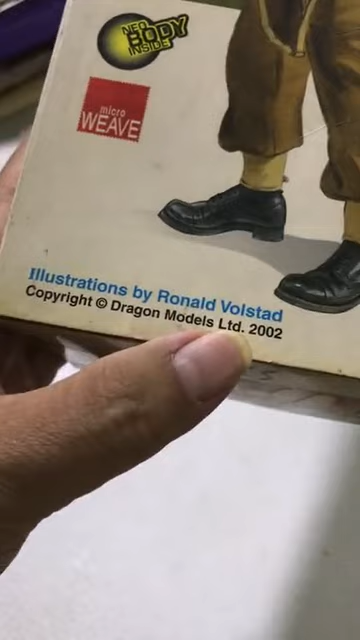 NEO
BODY
INSIDE
micro
WEAVE
Illustrations by Ronald Volstad
Copyright © Dragon Models Ltd. 2002